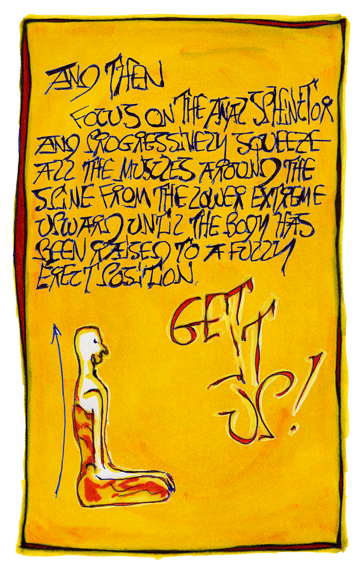 AND THEN
FOCUS ON THE ANAL SPHINCTOR
AND PROGRESSIVELY SQUEEZE
ALL THE MUSCLES AROUND THE
SPINE FROM THE LOWER EXTREME
UPWARD UNTIL THE BODY HAS
BEEN RAISED TO A FULLY
ERECT POSITION.
GET
IT
UP!